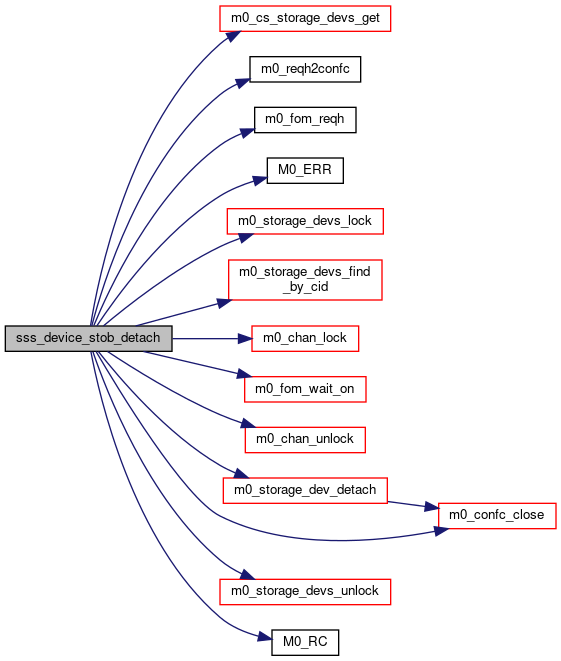 m0_cs_storage_devs_get
m0_reqh2confc
m0_fom_reqh
M0_ERR
m0_storage_devs_lock
m0_storage_devs_find
_by_cid
sss_device_stob_detach
m0_chan_lock
m0_fom_wait_on
m0_chan_unlock
m0_storage_dev_detach
m0_confc_close
m0_storage_devs_unlock
M0_RC